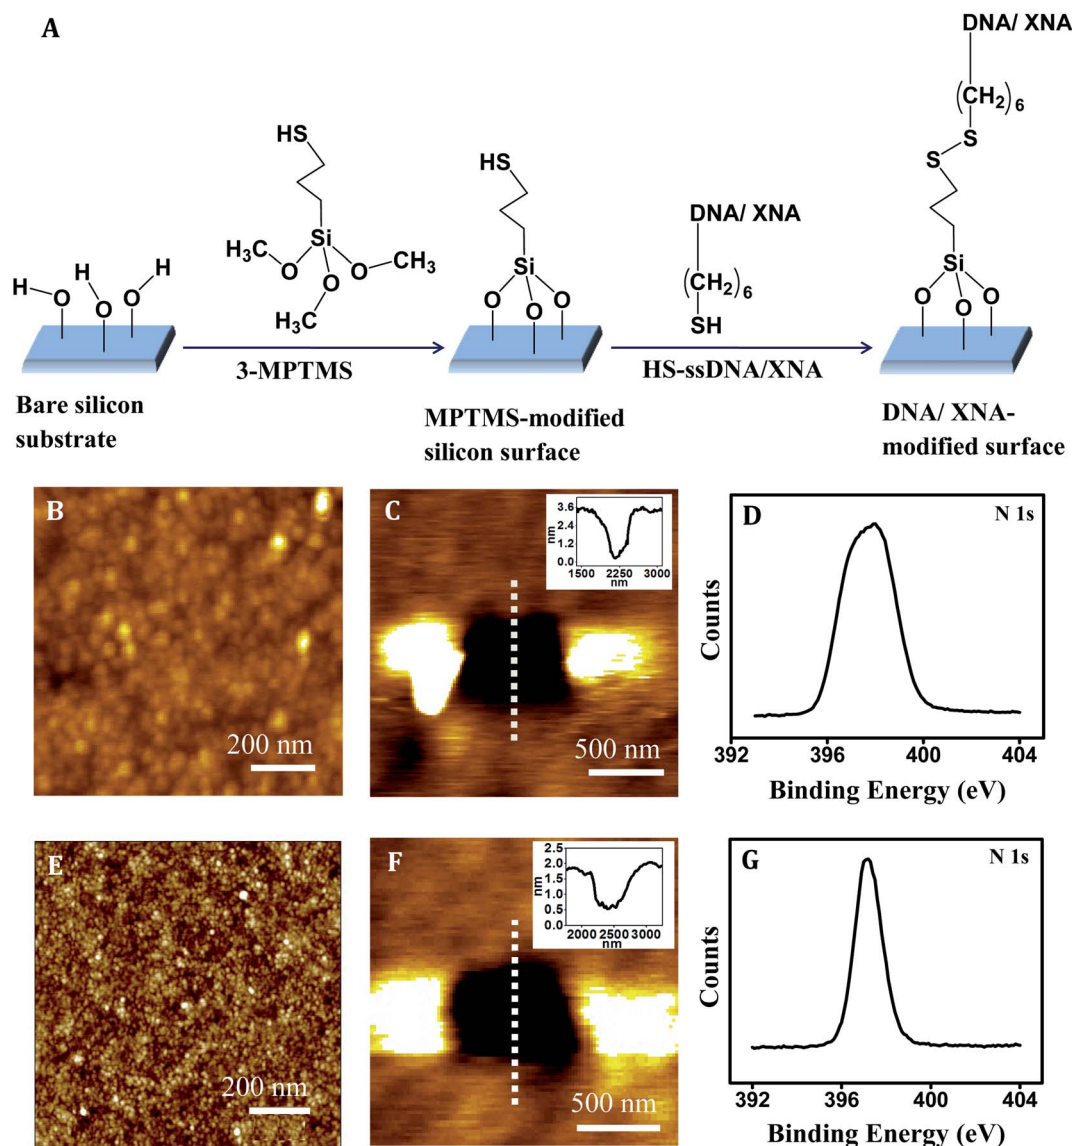 A
DNA/ XNA
(CH2)6
S
S
HS
HS
DNA/ XNA
Si
Si
(CH2)6
Si
H
H
H
H3C
O
O
O
CH3
O
O
O
O
O
O
O
O
O
H3C
SH
3-MPTMS
HS-ssDNA/XNA
Bare silicon
substrate
MPTMS-modified
silicon surface
DNA/ XNA-
modified surface
B
200 nm
C
3.6
2.4
1.2
0.0
nm
1500 2250 3000
nm
500 nm
D
N 1s
Counts
392 396 400 404
Binding Energy (eV)
E
200 nm
F
2.5
2.0
1.5
1.0
0.5
0.0
nm
2000 2500 3000
nm
500 nm
G
N 1s
Counts
392 396 400 404
Binding Energy (eV)